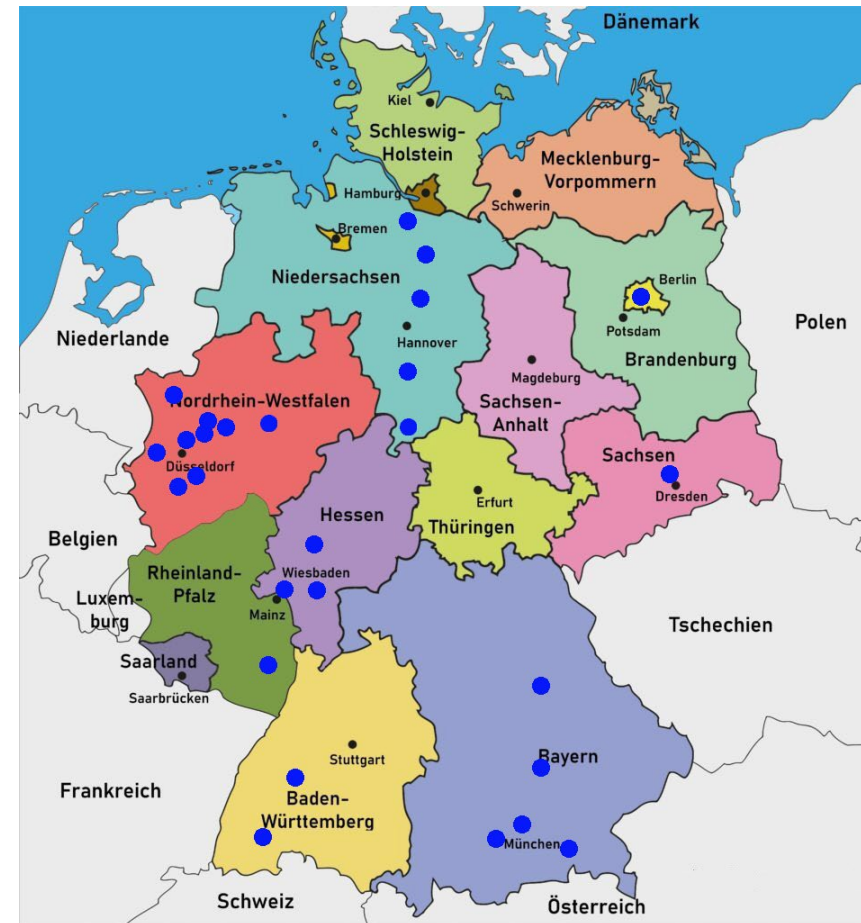 Dänemark
Kiel
Schleswig-
Holstein
Mecklenburg-
Vorpommern
Hamburg
Schwerin
Bremen
Niedersachsen
Berlin
Polen
Niederlande
Hannover
Potsdam
Brandenburg
Magdeburg
Nordrhein-Westfalen
Sachsen-
Anhalt
Düsseldorf
Sachsen
Dresden
Erfurt
Hessen
Thüringen
Belgien
Rheinland-
Pfalz
Wiesbaden
Luxem-
burg
Mainz
Tschechien
Saarland
Saarbrücken
Stuttgart
Bayern
Frankreich
Baden-
Württemberg
München
Schweiz
Österreich